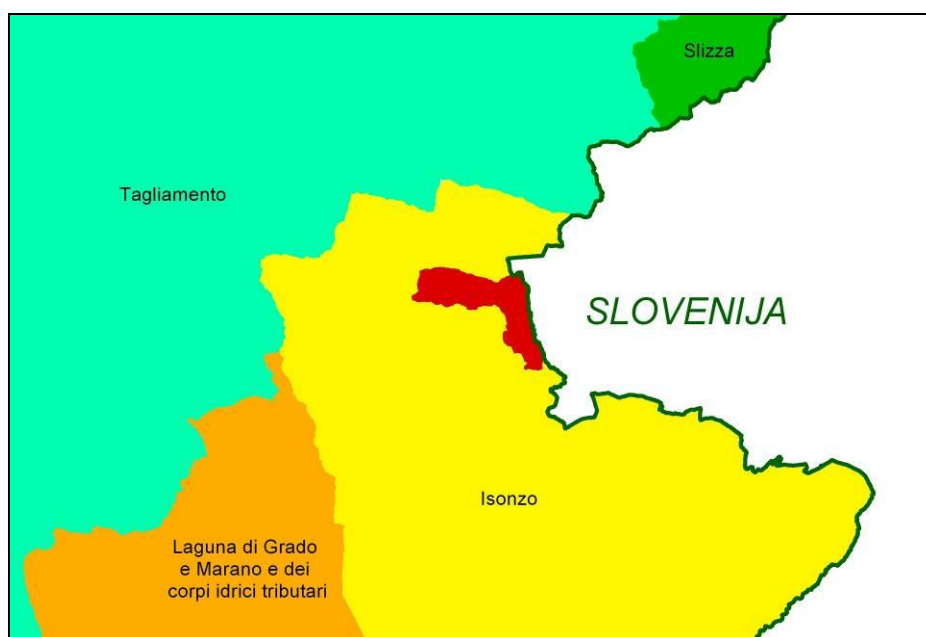 Slizza
Tagliamento
SLOVENIJA
Isonzo
Laguna di Grado
e Marano e dei
corpi idrici tributari